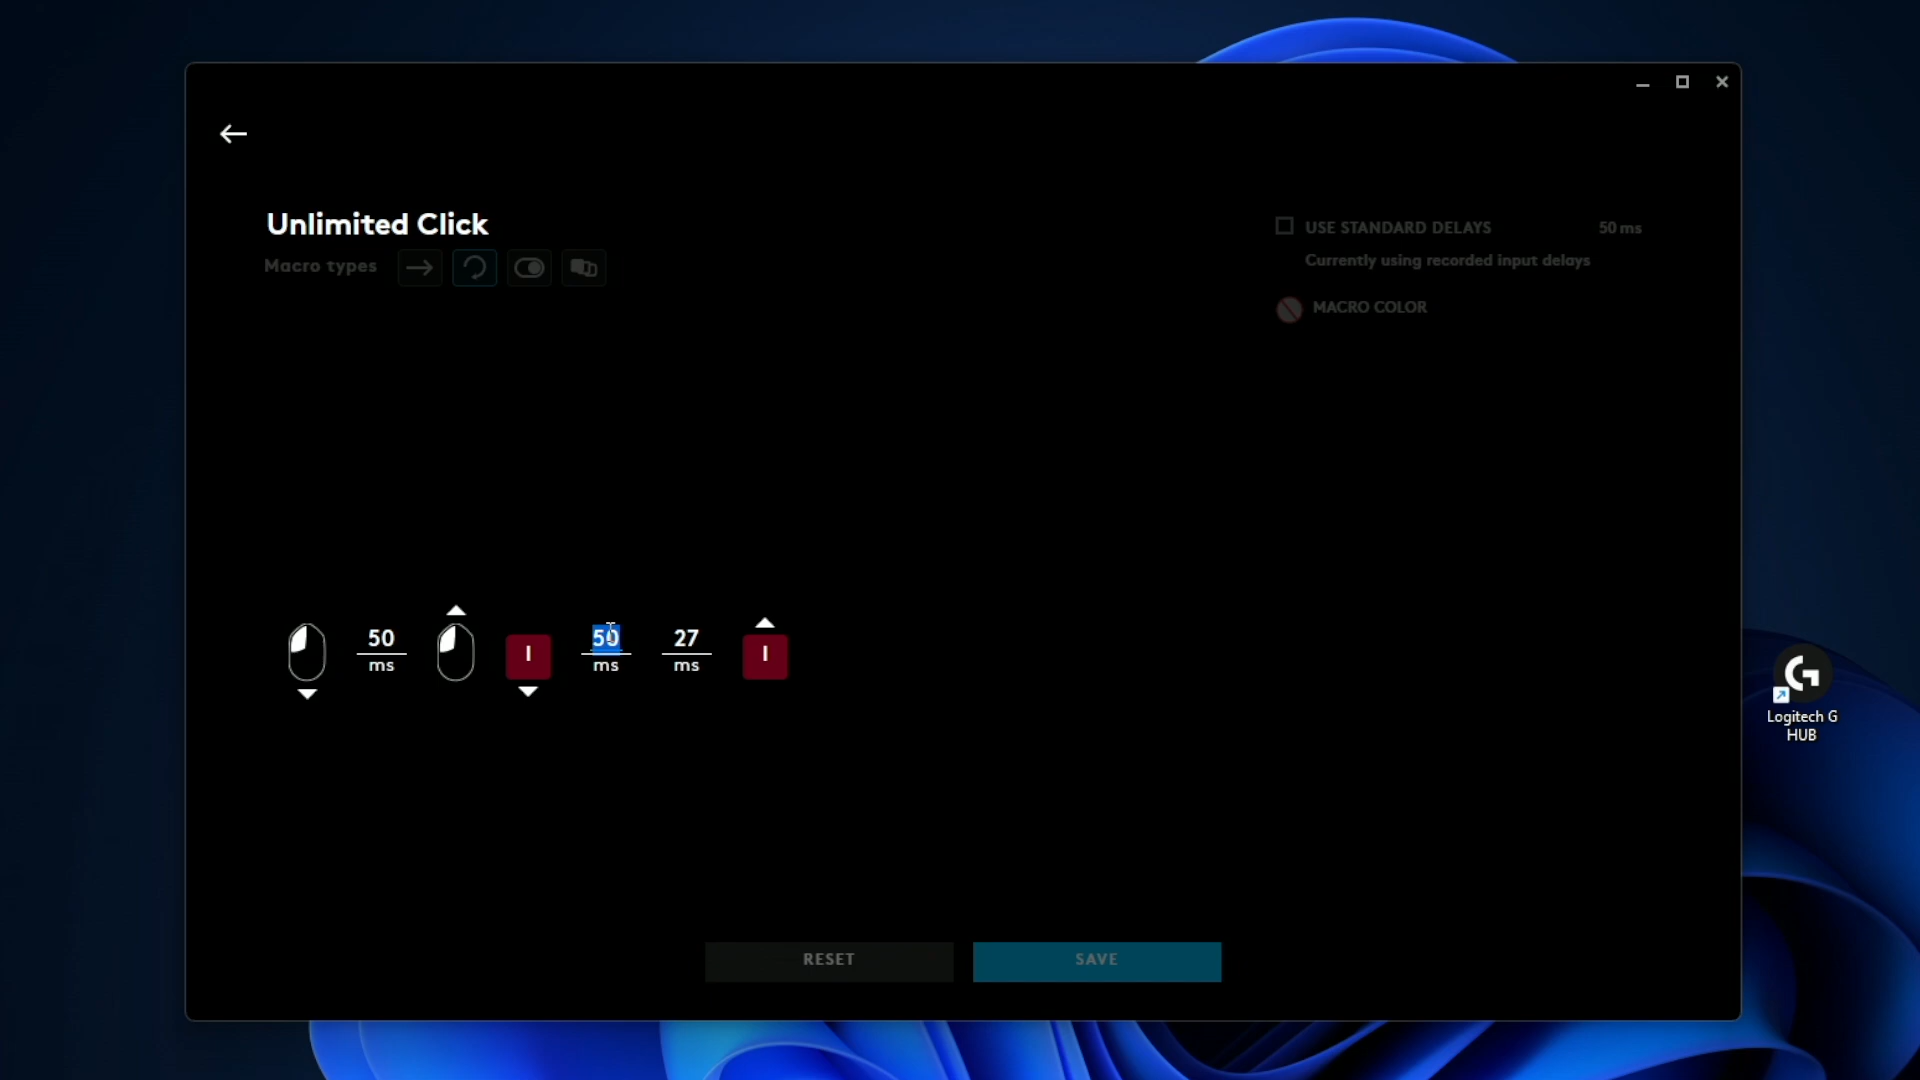 Unlimited Click
Macro types
USE STANDARD DELAYS 50 ms
Currently using recorded input delays
MACRO COLOR
50 ms
I
50 ms
27 ms
I
RESET
SAVE
Logitech G
HUB